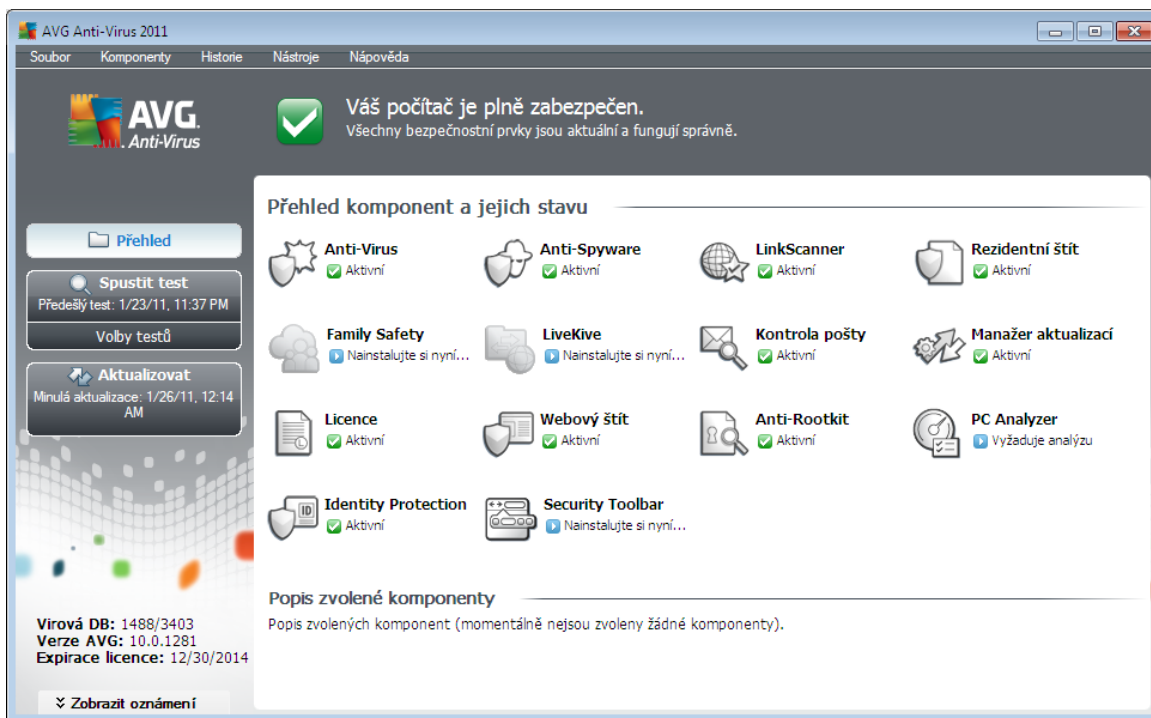 AVG Anti-Virus 2011
Soubor Komponenty Historie Nástroje Nápověda
AVG.
Anti-Virus
Váš počítač je plně zabezpečen.
Všechny bezpečnostní prvky jsou aktuální a fungují správně.
Přehled
Spustit test
Předešlý test: 1/23/11, 11:37 PM
Volby testů
Aktualizovat
Minulá aktualizace: 1/26/11, 12:14
AM
Virová DB: 1488/3403
Verze AVG: 10.0.1281
Expirace licence: 12/30/2014
Zobrazit oznámení
Přehled komponent a jejich stavu
Anti-Virus
Aktivní
Anti-Spyware
Aktivní
LinkScanner
Aktivní
Rezidentní štít
Aktivní
Family Safety
Nainstalujte si nyní...
LiveKive
Nainstalujte si nyní...
Kontrola pošty
Aktivní
Manažer aktualizací
Aktivní
Licence
Aktivní
Webový štít
Aktivní
Anti-Rootkit
Aktivní
PC Analyzer
Vyžaduje analýzu
ID
Identity Protection
Aktivní
Security Toolbar
Nainstalujte si nyní...
Popis zvolené komponenty
Popis zvolených komponent (momentálně nejsou zvoleny žádné komponenty).